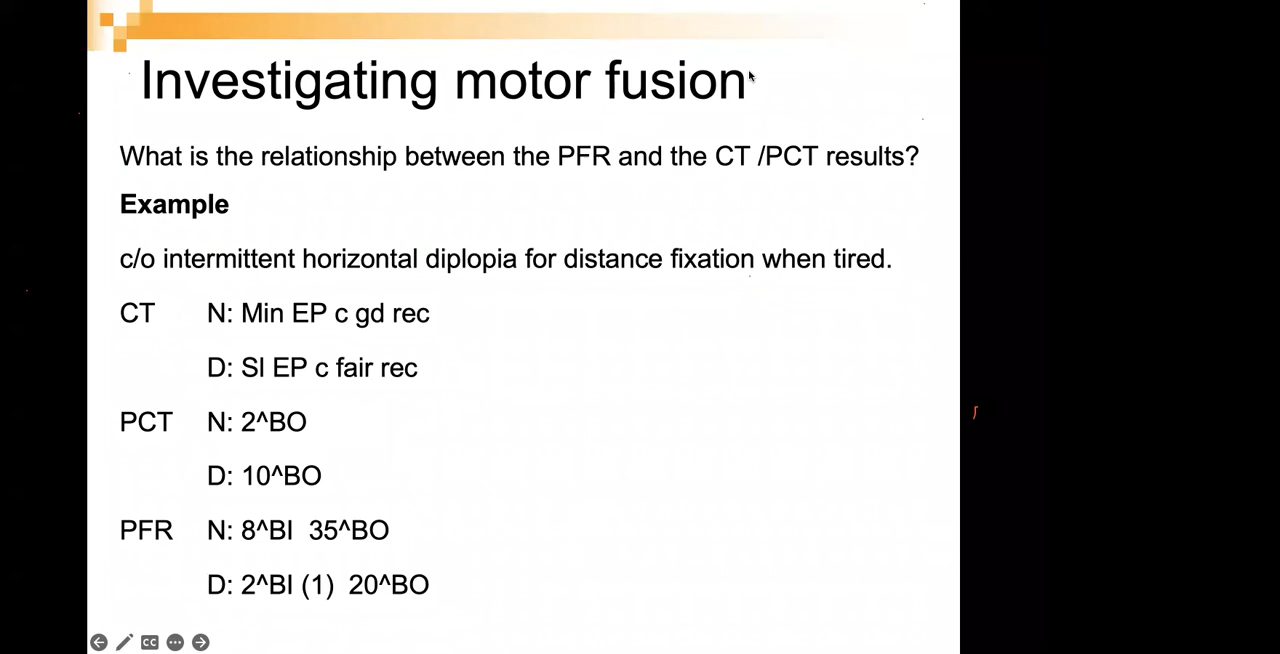 Investigating motor fusion
What is the relationship between the PFR and the CT /PCT results?
Example
c/o intermittent horizontal diplopia for distance fixation when tired.
CT N: Min EP c gd rec
D: Sl EP c fair rec
PCT N: 2^BO
D: 10^BO
PFR N: 8^BI 35^BO
D: 2^BI (1) 20^BO
CC